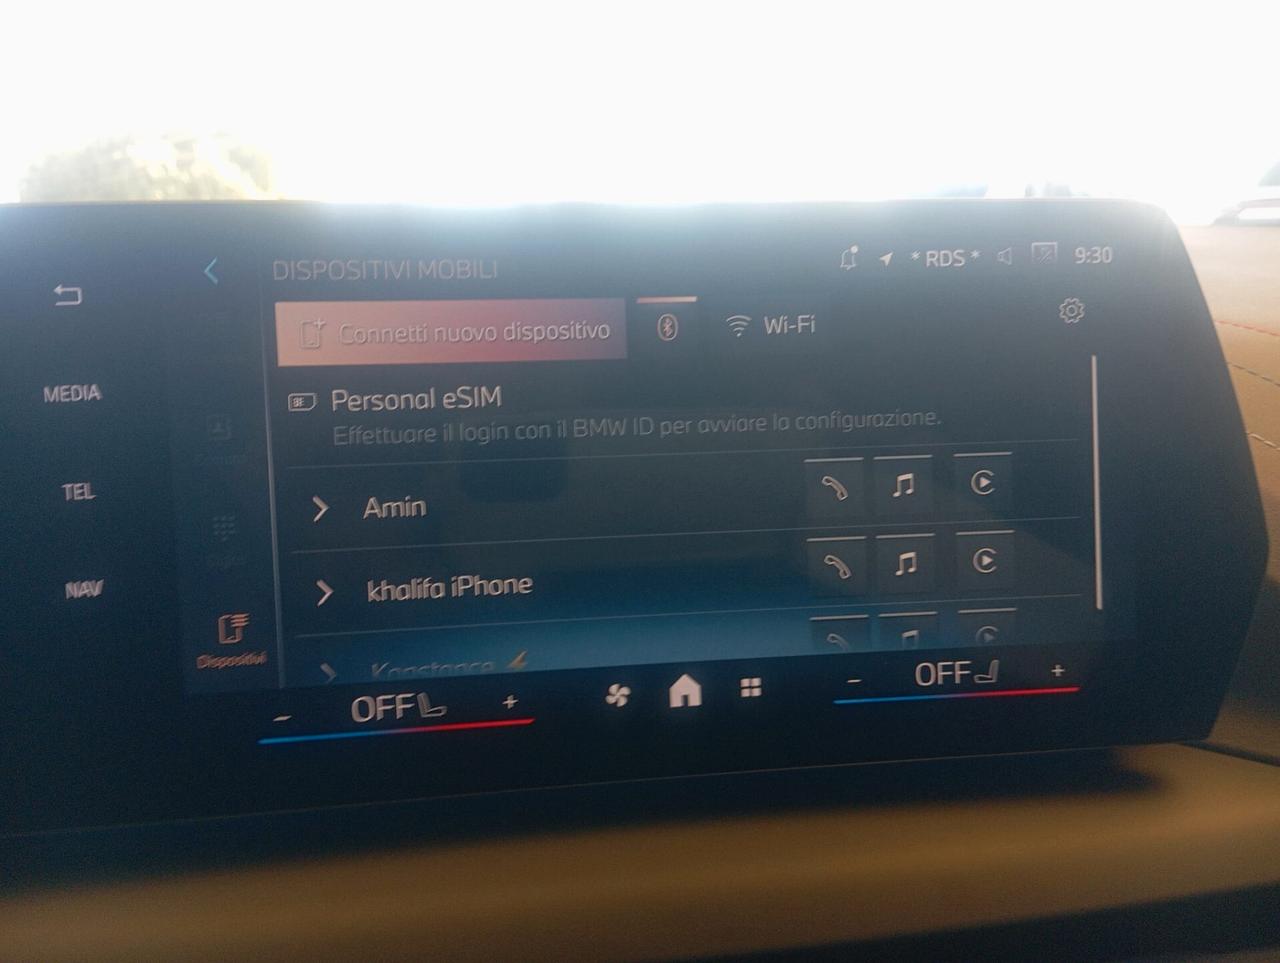 DISPOSITIVI MOBILI
*RDS*
9:30
Connetti nuovo dispositivo
Wi-Fi
MEDIA
Personal eSIM
Effettuare il login con il BMW ID per avviare la configurazione.
TEL
Amin
NAV
khalifa iPhone
Dispositivi
Konstanca
- OFF +
- OFF +